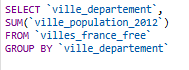 SELECT `ville_departement`,
SUM(`ville_population_2012`)
FROM `villes_france_free`
GROUP BY `ville_departement`